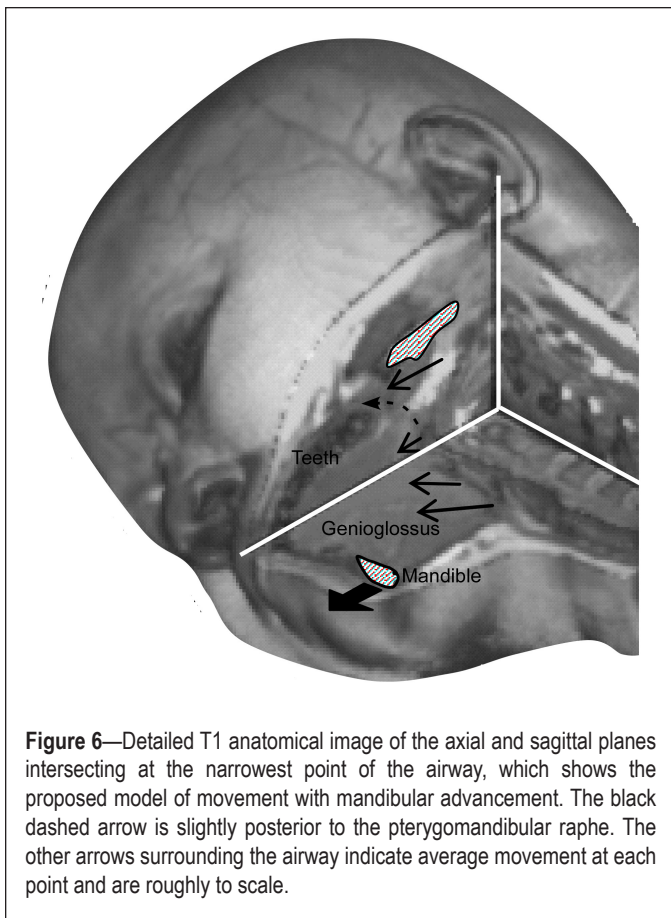 Teeth
Genioglossus
Mandible
Figure 6—Detailed T1 anatomical image of the axial and sagittal planes
intersecting at the narrowest point of the airway, which shows the
proposed model of movement with mandibular advancement. The black
dashed arrow is slightly posterior to the pterygomandibular raphe. The
other arrows surrounding the airway indicate average movement at each
point and are roughly to scale.